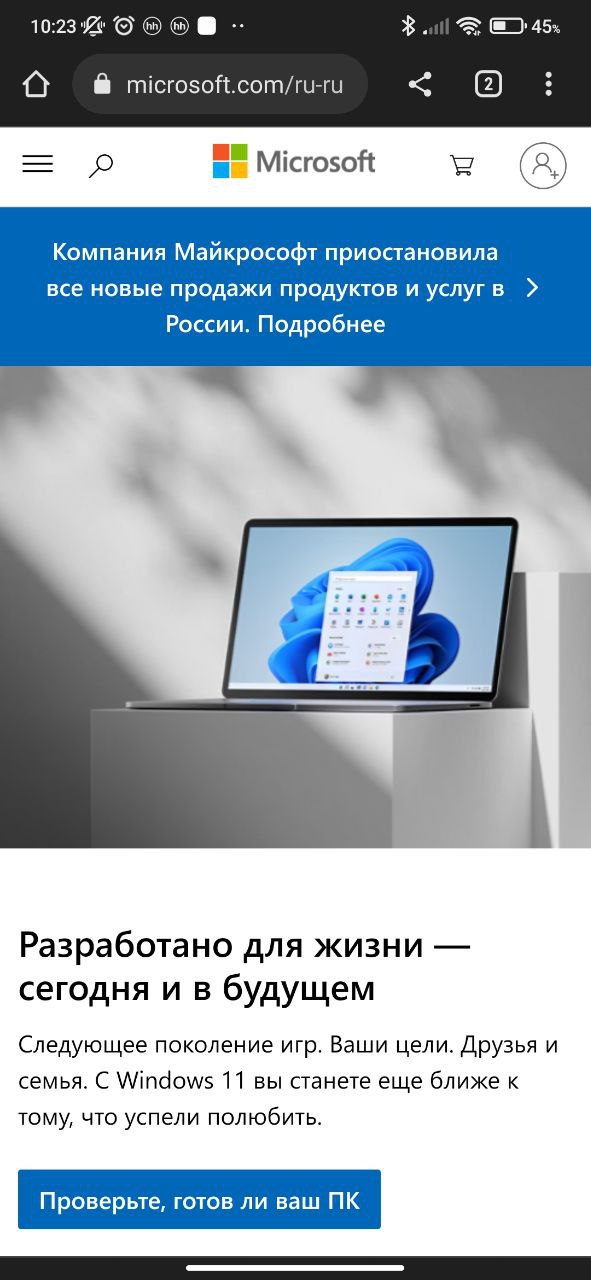 10:23 hh hh 45%
microsoft.com/ru-ru 2
Microsoft
Компания Майкрософт приостановила
все новые продажи продуктов и услуг в
России. Подробнее
Разработано для жизни —
сегодня и в будущем
Следующее поколение игр. Ваши цели. Друзья и
семья. С Windows 11 вы станете еще ближе к
тому, что успели полюбить.
Проверьте, готов ли ваш ПК